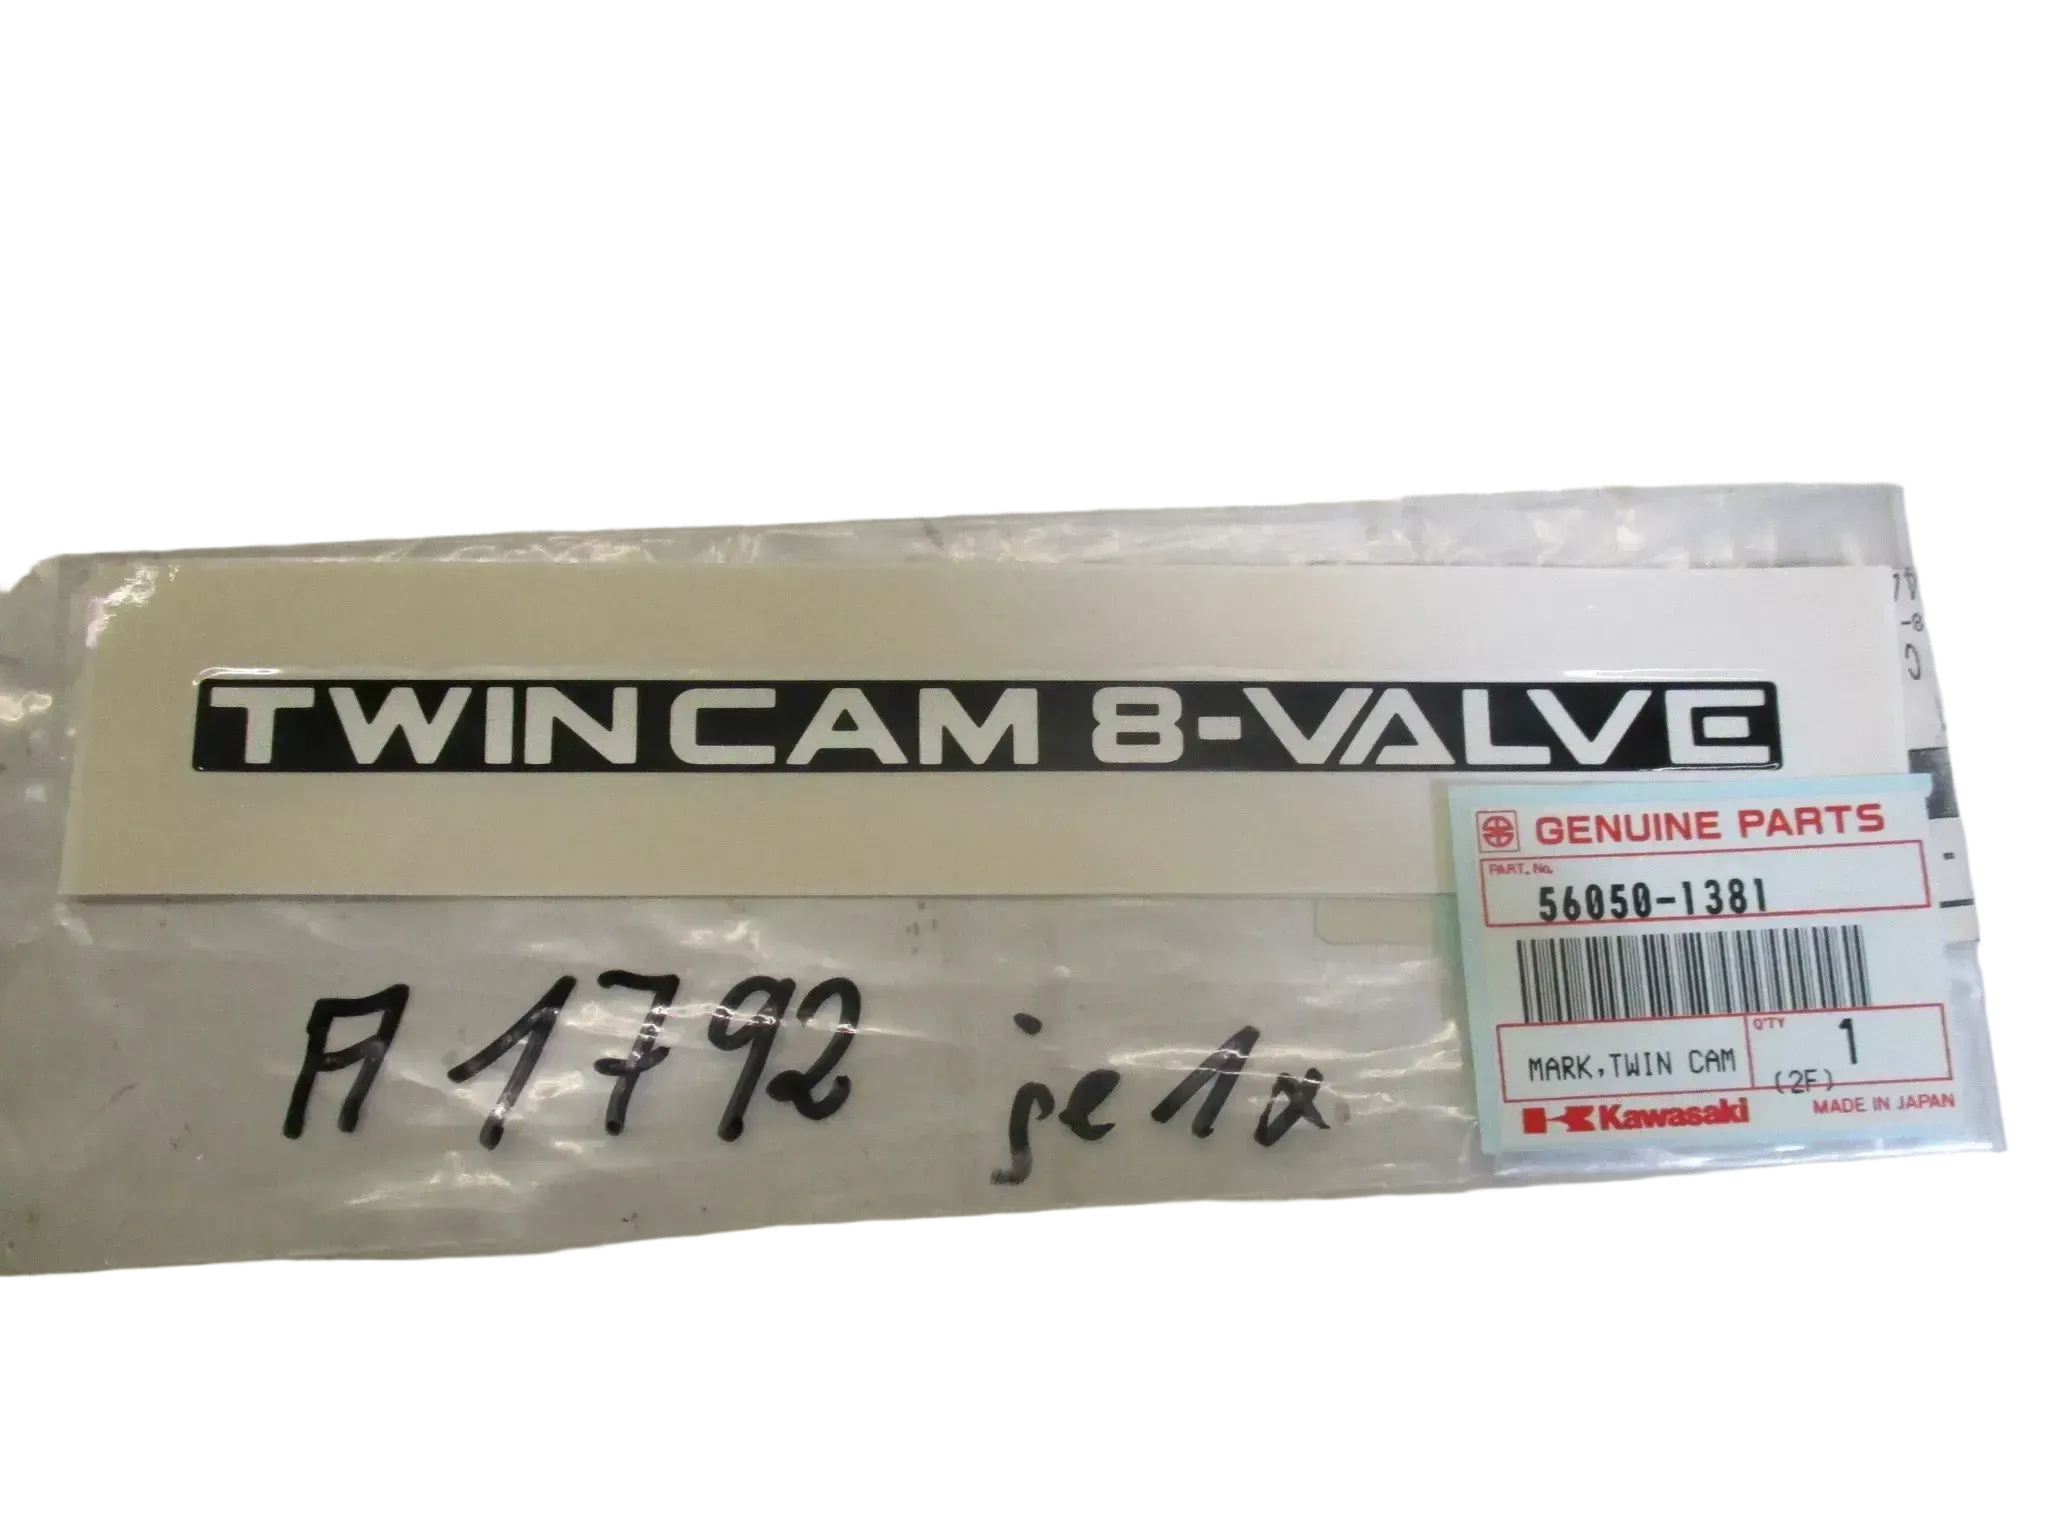 TWIN CAM 8-VALVE
GENUINE PARTS
PART. No.
56050-1381
MARK,TWIN CAM
Q'TY
1
(2F)
Kawasaki
MADE IN JAPAN
A 1792 je 1x